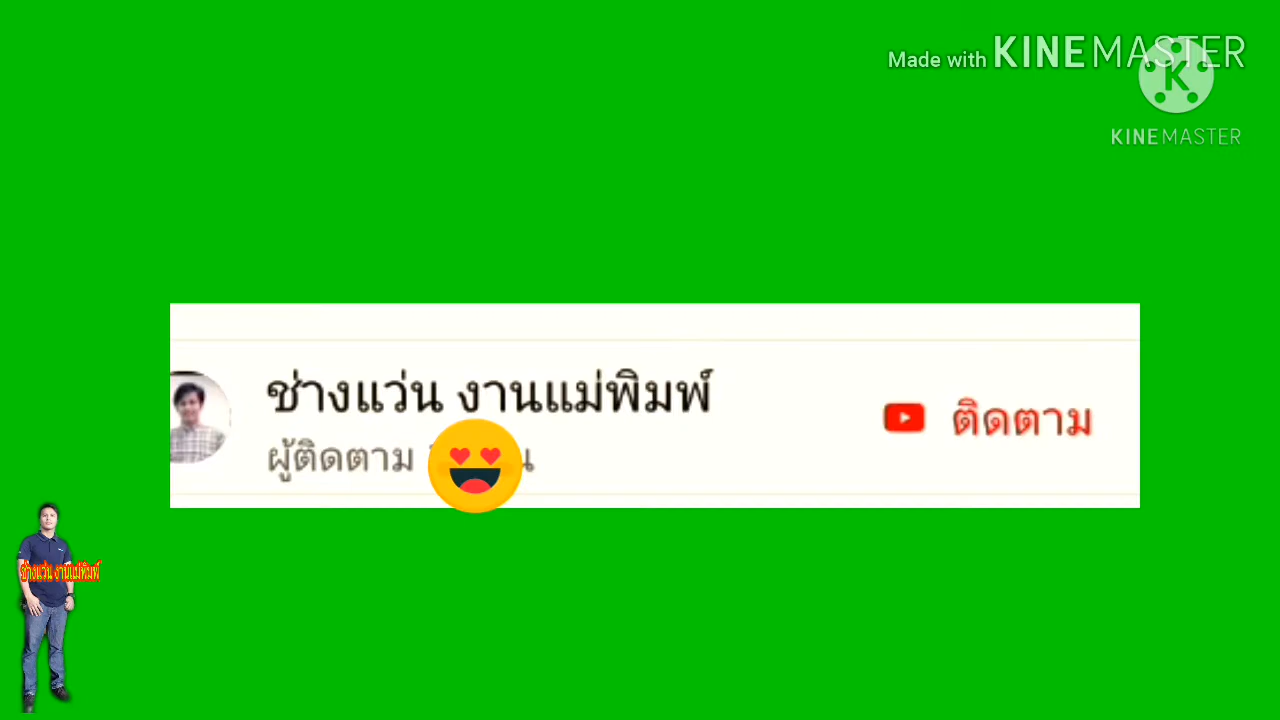 Made with KINEMASTER
KINEMASTER
ช่างแว่น งานแม่พิมพ์
ติดตาม
ผู้ติดตาม
ช่างแว่น งานแม่พิมพ์